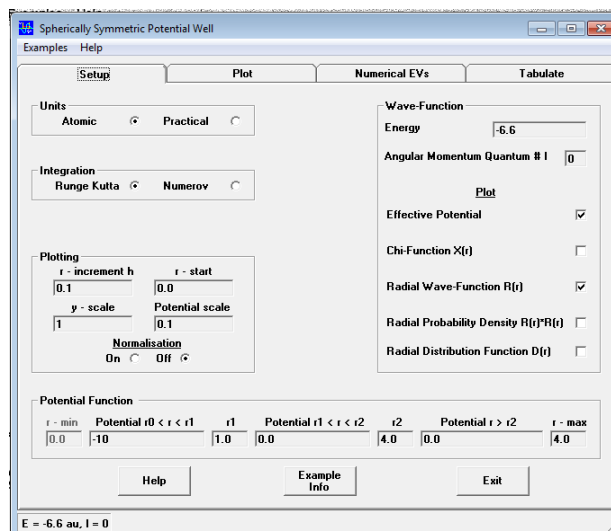 Spherically Symmetric Potential Well
Examples Help
Setup Plot Numerical EVs Tabulate
Units
Atomic Practical
Integration
Runge Kutta Numerov
Plotting
r - increment h r - start
0.1 0.0
y - scale Potential scale
1 0.1
Normalisation
On Off
Wave-Function
Energy -6.6
Angular Momentum Quantum # l 0
Plot
Effective Potential
Chi-Function X(r)
Radial Wave-Function R(r)
Radial Probability Density R(r)*R(r)
Radial Distribution Function D(r)
Potential Function
r - min Potential r0 < r < r1 r1 Potential r1 < r < r2 r2 Potential r > r2 r - max
0.0 -10 1.0 0.0 4.0 0.0 4.0
Help Example Info Exit
E = -6.6 au, l = 0